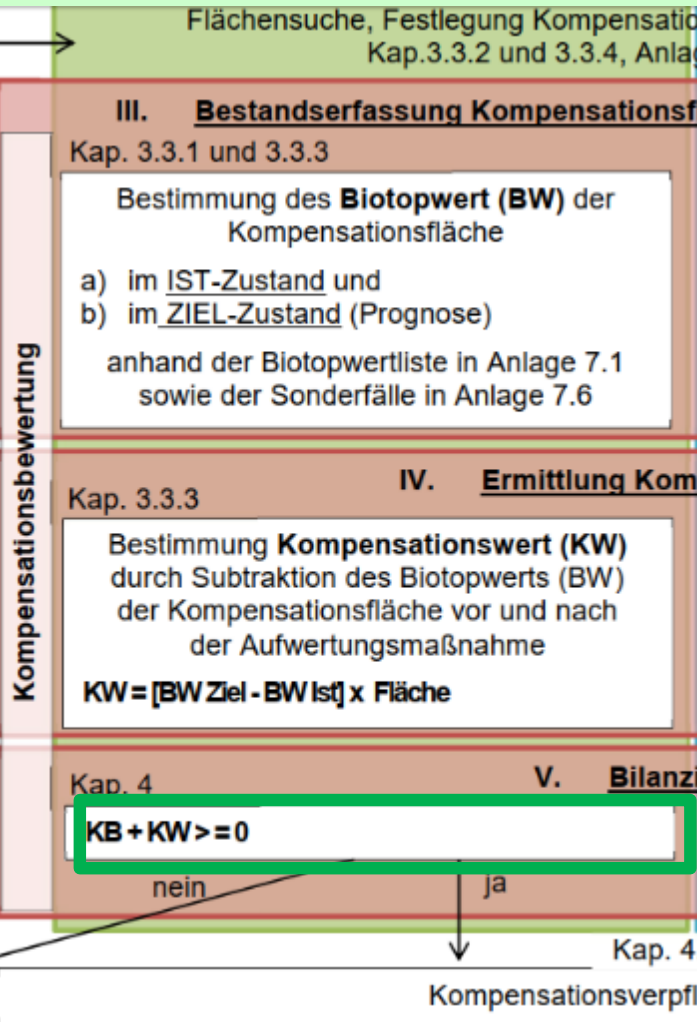 Flächensuche, Festlegung Kompensatio
Kap.3.3.2 und 3.3.4, Anlag
III. Bestandserfassung Kompensationsf
Kap. 3.3.1 und 3.3.3
Bestimmung des Biotopwert (BW) der
Kompensationsfläche
a) im IST-Zustand und
b) im ZIEL-Zustand (Prognose)
anhand der Biotopwertliste in Anlage 7.1
sowie der Sonderfälle in Anlage 7.6
Kompensationsbewertung
IV. Ermittlung Kom
Kap. 3.3.3
Bestimmung Kompensationswert (KW)
durch Subtraktion des Biotopwerts (BW)
der Kompensationsfläche vor und nach
der Aufwertungsmaßnahme
KW = [BW Ziel - BW Ist] x Fläche
V. Bilanzi
Kap. 4
KB + KW > = 0
nein ja
Kap. 4
Kompensationsverpfl